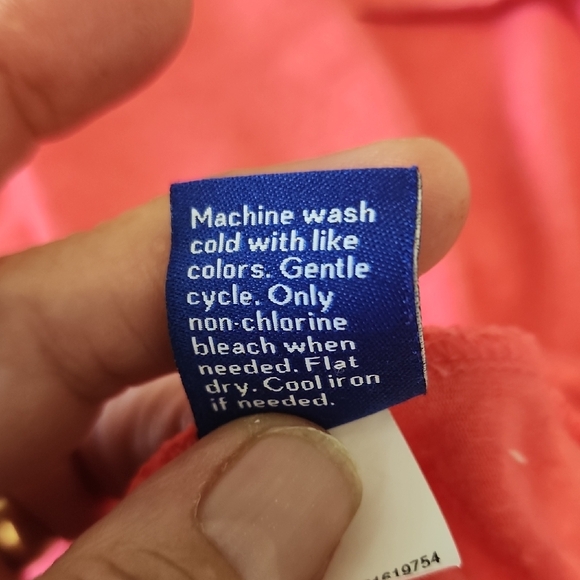 Machine wash
cold with like
colors. Gentle
cycle. Only
non-chlorine
bleach when
needed. Flat
dry. Cool iron
if needed.